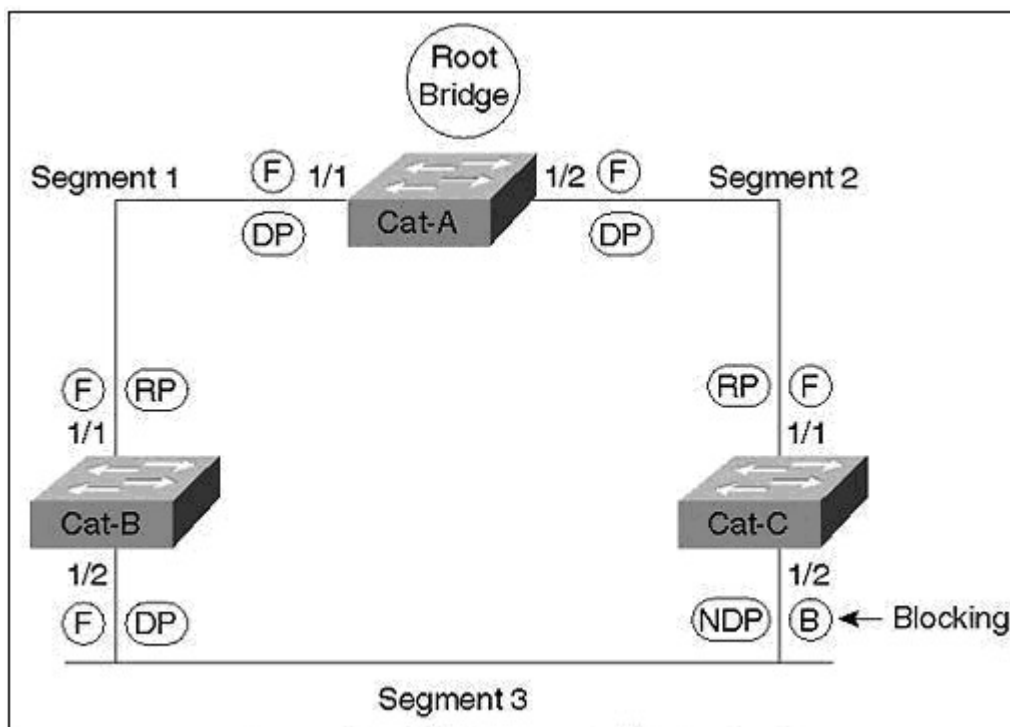 Root
Bridge
Segment 1
F
1/1
1/2
F
Segment 2
DP
Cat-A
DP
F
RP
RP
F
1/1
1/1
Cat-B
Cat-C
1/2
1/2
F
DP
NDP
B
Blocking
Segment 3